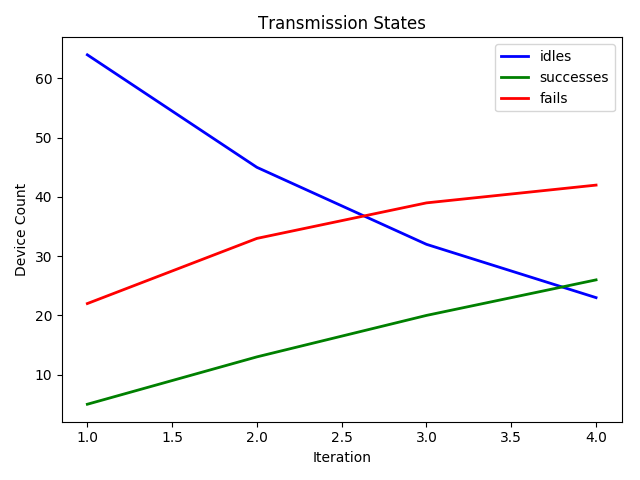 Transmission States
idles
successes
fails
60
50
40
30
20
10
Device Count
1.0 1.5 2.0 2.5 3.0 3.5 4.0
Iteration